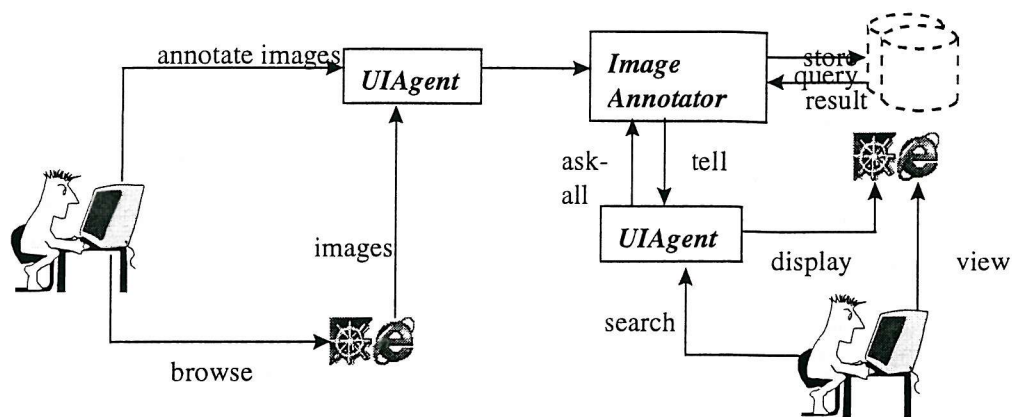 annotate images
UIAgent
Image
Annotator
store
query
result
ask-
all
tell
UIAgent
images
display
view
search
browse